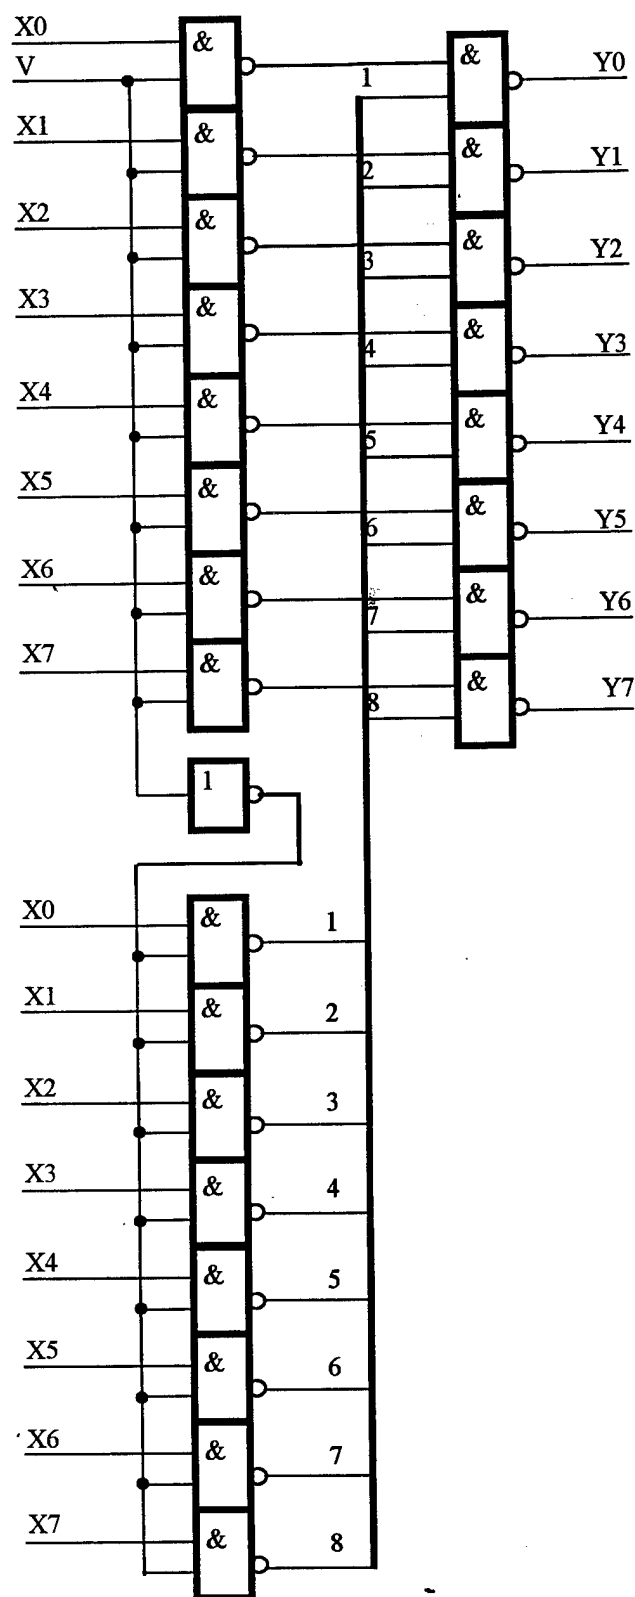 X0 & & Y0
V 1
X1 & & Y1
2
X2 & & Y2
3
X3 & & Y3
4
X4 & & Y4
5
X5 & & Y5
6
X6 & & Y6
7
X7 & & Y7
8
1
X0 & 1
X1 & 2
X2 & 3
X3 & 4
X4 & 5
X5 & 6
X6 & 7
X7 & 8